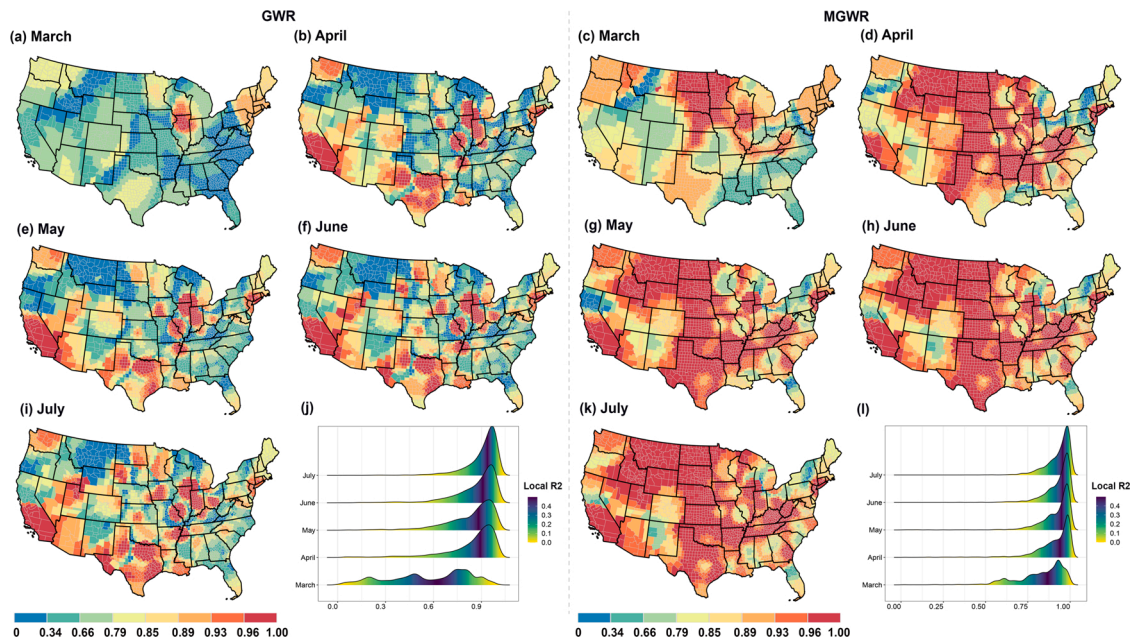 GWR
MGWR
(a) March
(b) April
(c) March
(d) April
(e) May
(f) June
(g) May
(h) June
(i) July
(j)
July
June
May
April
March
0.0 0.3 0.6 0.9
Local R2
0.4
0.3
0.2
0.1
0.0
(k) July
(l)
July
June
May
April
March
0.00 0.25 0.50 0.75 1.00
Local R2
0.4
0.3
0.2
0.1
0.0
0 0.34 0.66 0.79 0.85 0.89 0.93 0.96 1.00
0 0.34 0.66 0.79 0.85 0.89 0.93 0.96 1.00